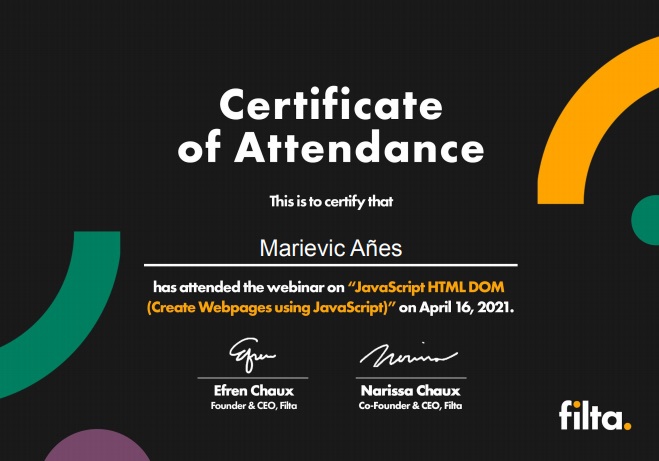 Certificate
of Attendance
This is to certify that
Marievic Añes
has attended the webinar on “JavaScript HTML DOM
(Create Webpages using JavaScript)” on April 16, 2021.
Efren
Narissa
Efren Chaux
Narissa Chaux
Founder & CEO, Filta
Co-Founder & CEO, Filta
filta.